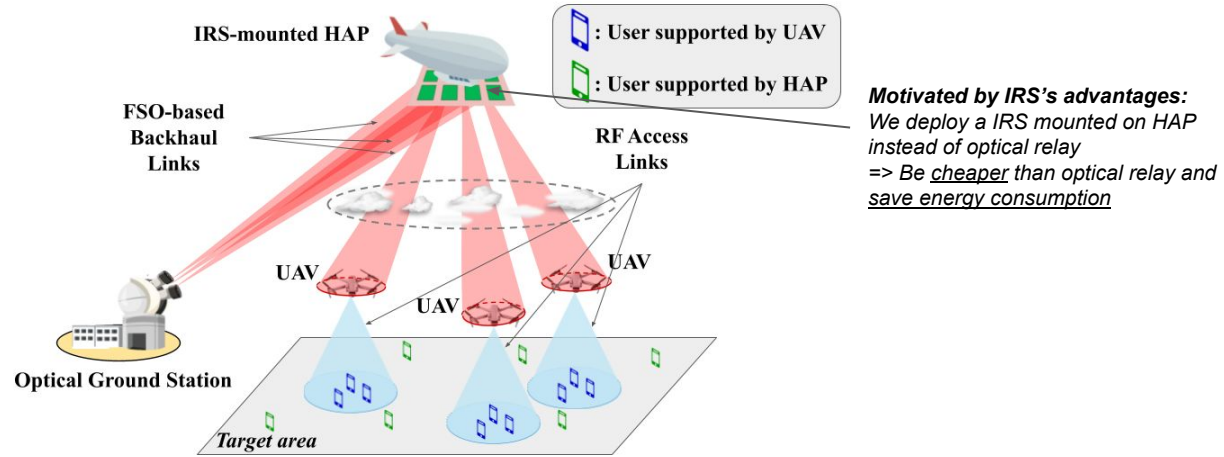 IRS-mounted HAP
: User supported by UAV
: User supported by HAP
FSO-based
Backhaul
Links
RF Access
Links
Motivated by IRS's advantages:
We deploy a IRS mounted on HAP
instead of optical relay
=> Be cheaper than optical relay and
save energy consumption
UAV
UAV
UAV
Optical Ground Station
Target area